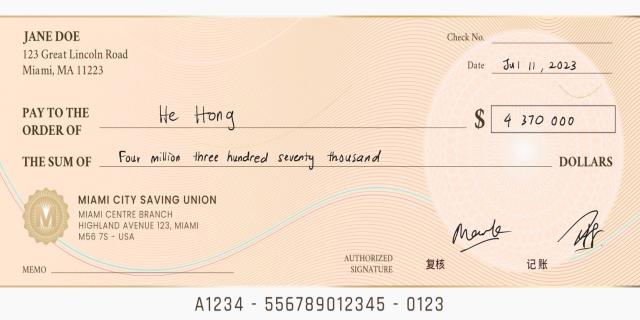 JANE DOE
123 Great Lincoln Road
Miami, MA 11223
Check No.
Date Jul 11, 2023
PAY TO THE
ORDER OF He Hong
$ 4 370 000
THE SUM OF Four million three hundred seventy thousand DOLLARS
MIAMI CITY SAVING UNION
MIAMI CENTRE BRANCH
HIGHLAND AVENUE 123, MIAMI
M56 7S - USA
MEMO
AUTHORIZED
SIGNATURE
复核 记账
A1234 - 556789012345 - 0123